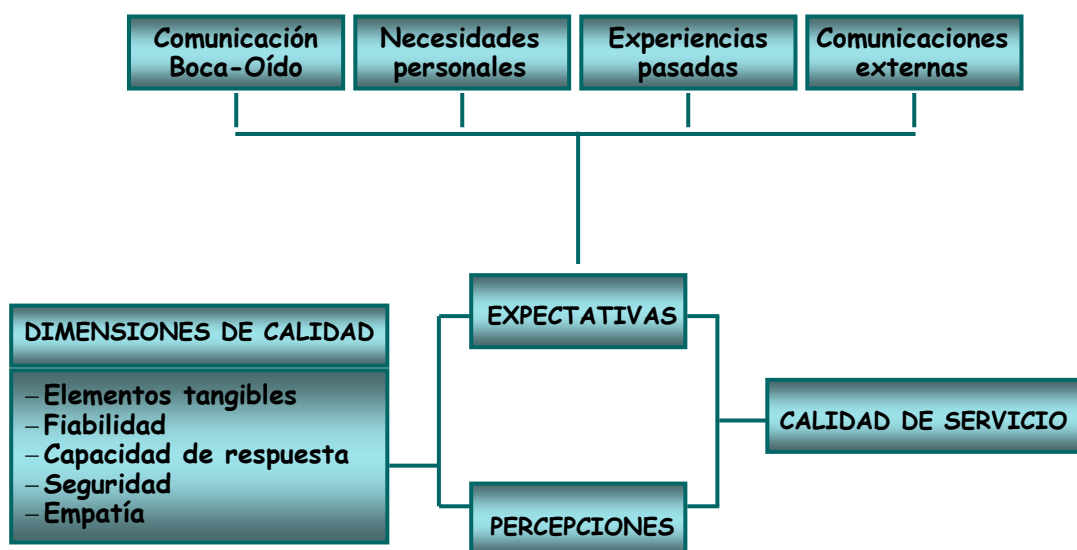 Comunicación
Boca-Oído
Necesidades
personales
Experiencias
pasadas
Comunicaciones
externas
EXPECTATIVAS
DIMENSIONES DE CALIDAD
– Elementos tangibles
– Fiabilidad
– Capacidad de respuesta
– Seguridad
– Empatía
CALIDAD DE SERVICIO
PERCEPCIONES